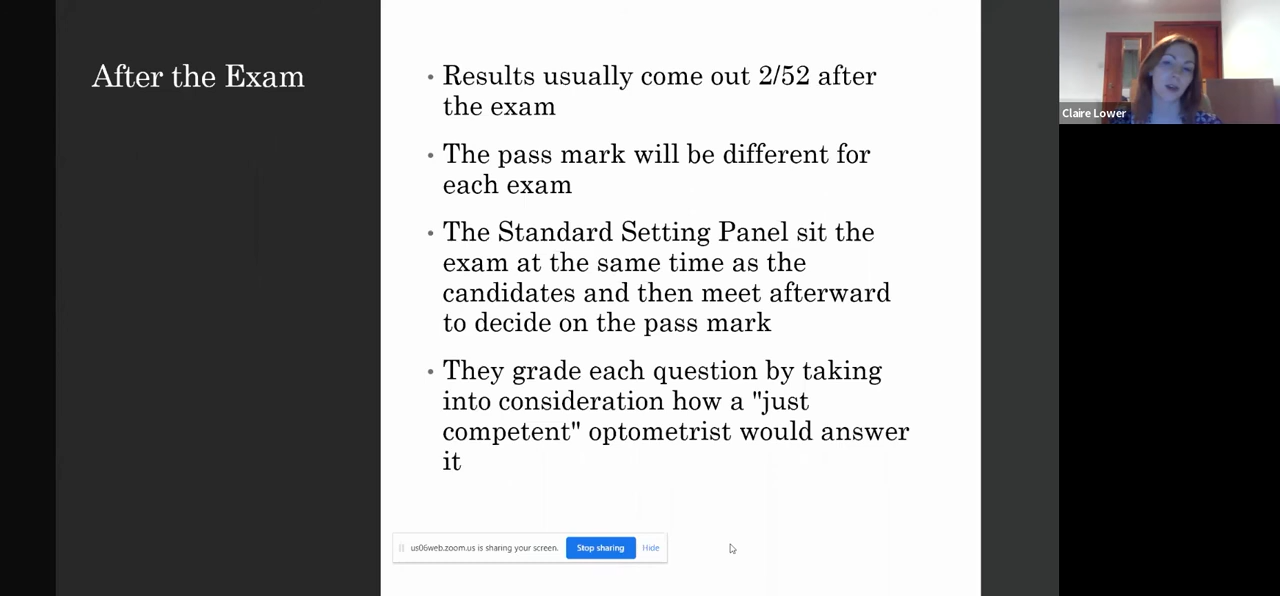 After the Exam
• Results usually come out 2/52 after
the exam
• The pass mark will be different for
each exam
• The Standard Setting Panel sit the
exam at the same time as the
candidates and then meet afterward
to decide on the pass mark
• They grade each question by taking
into consideration how a "just
competent" optometrist would answer
it
us06web.zoom.us is sharing your screen. Stop sharing Hide
Claire Lower